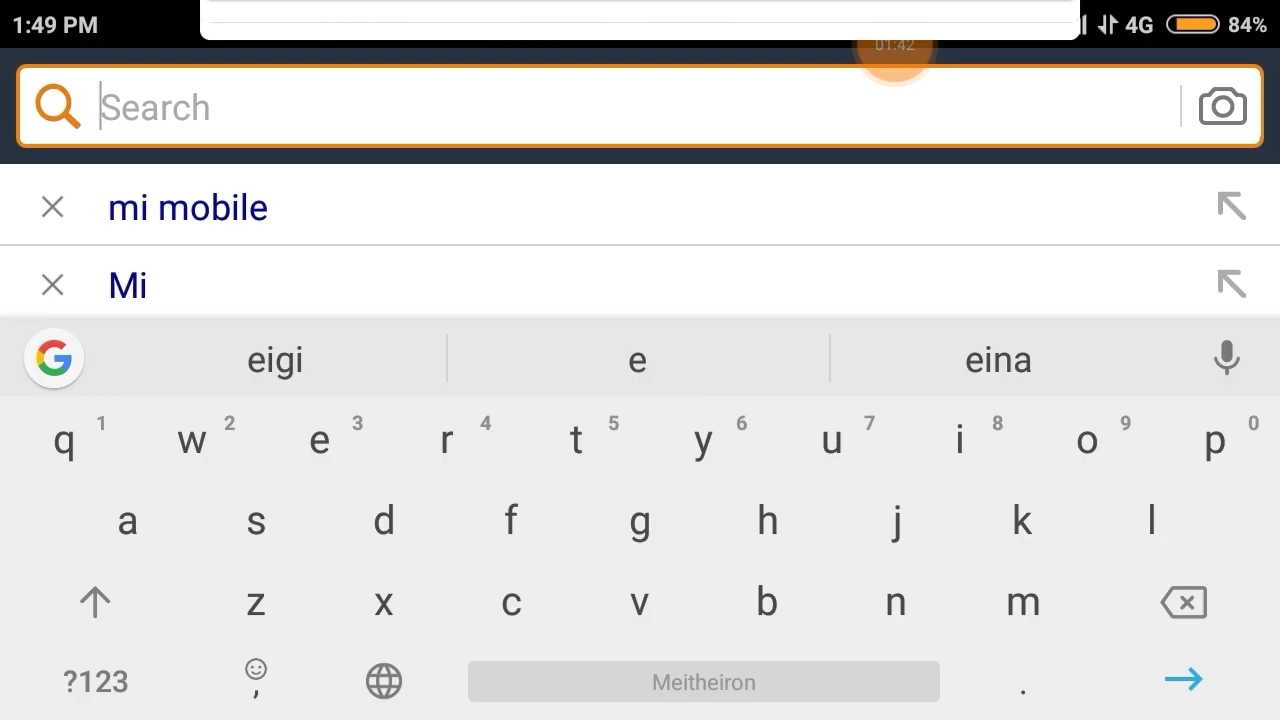 1:49 PM
4G
84%
01:42
Search
mi mobile
Mi
eigi e eina
q 1 w 2 e 3 r 4 t 5 y 6 u 7 i 8 o 9 p 0
a s d f g h j k l
z x c v b n m
?123 , Meitheiron .